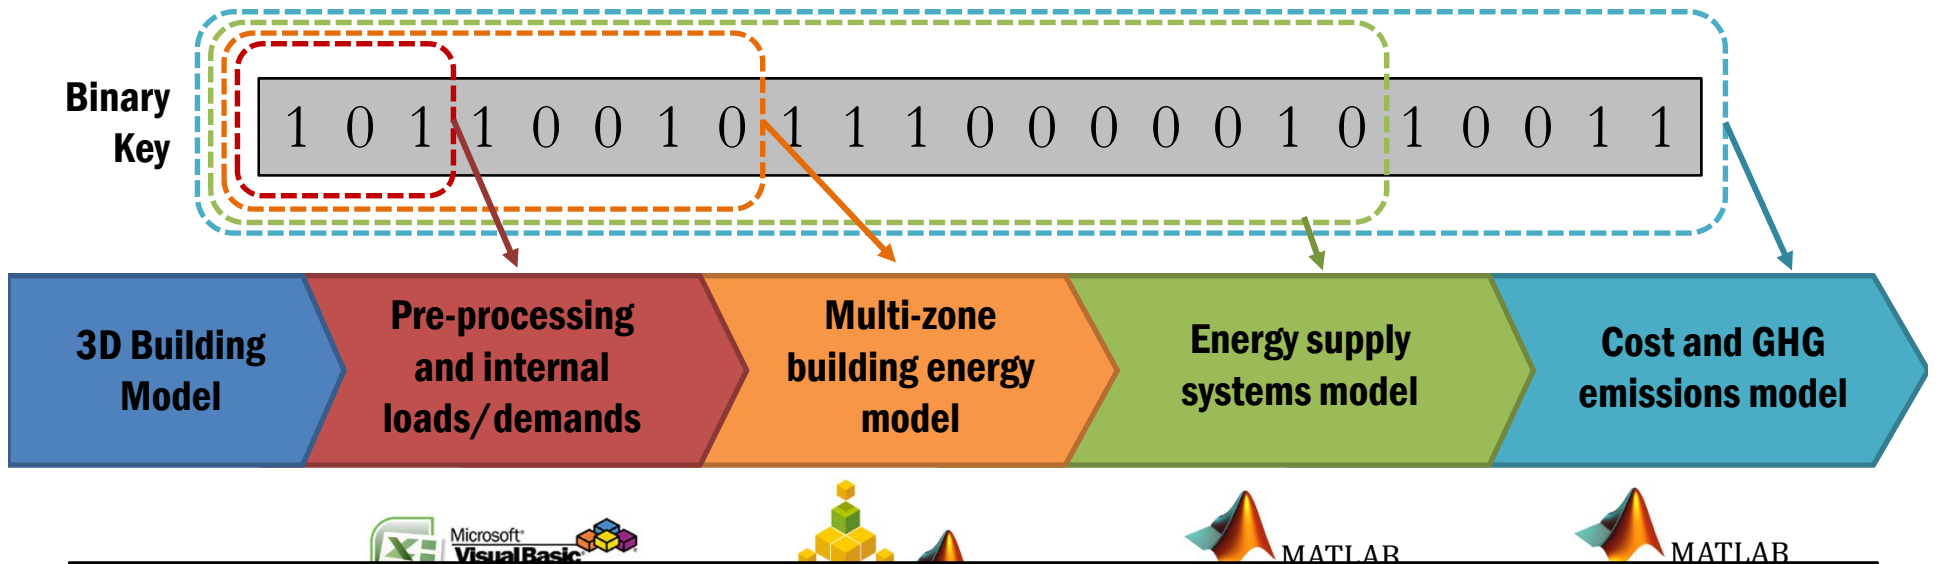 Binary
Key
1 0 1 1 0 0 1 0 1 1 1 0 0 0 0 0 1 0 1 0 0 1 1
3D Building
Model
Pre-processing
and internal
loads/demands
Multi-zone
building energy
model
Energy supply
systems model
Cost and GHG
emissions model
Microsoft®
Visual Basic
MATLAB
MATLAB